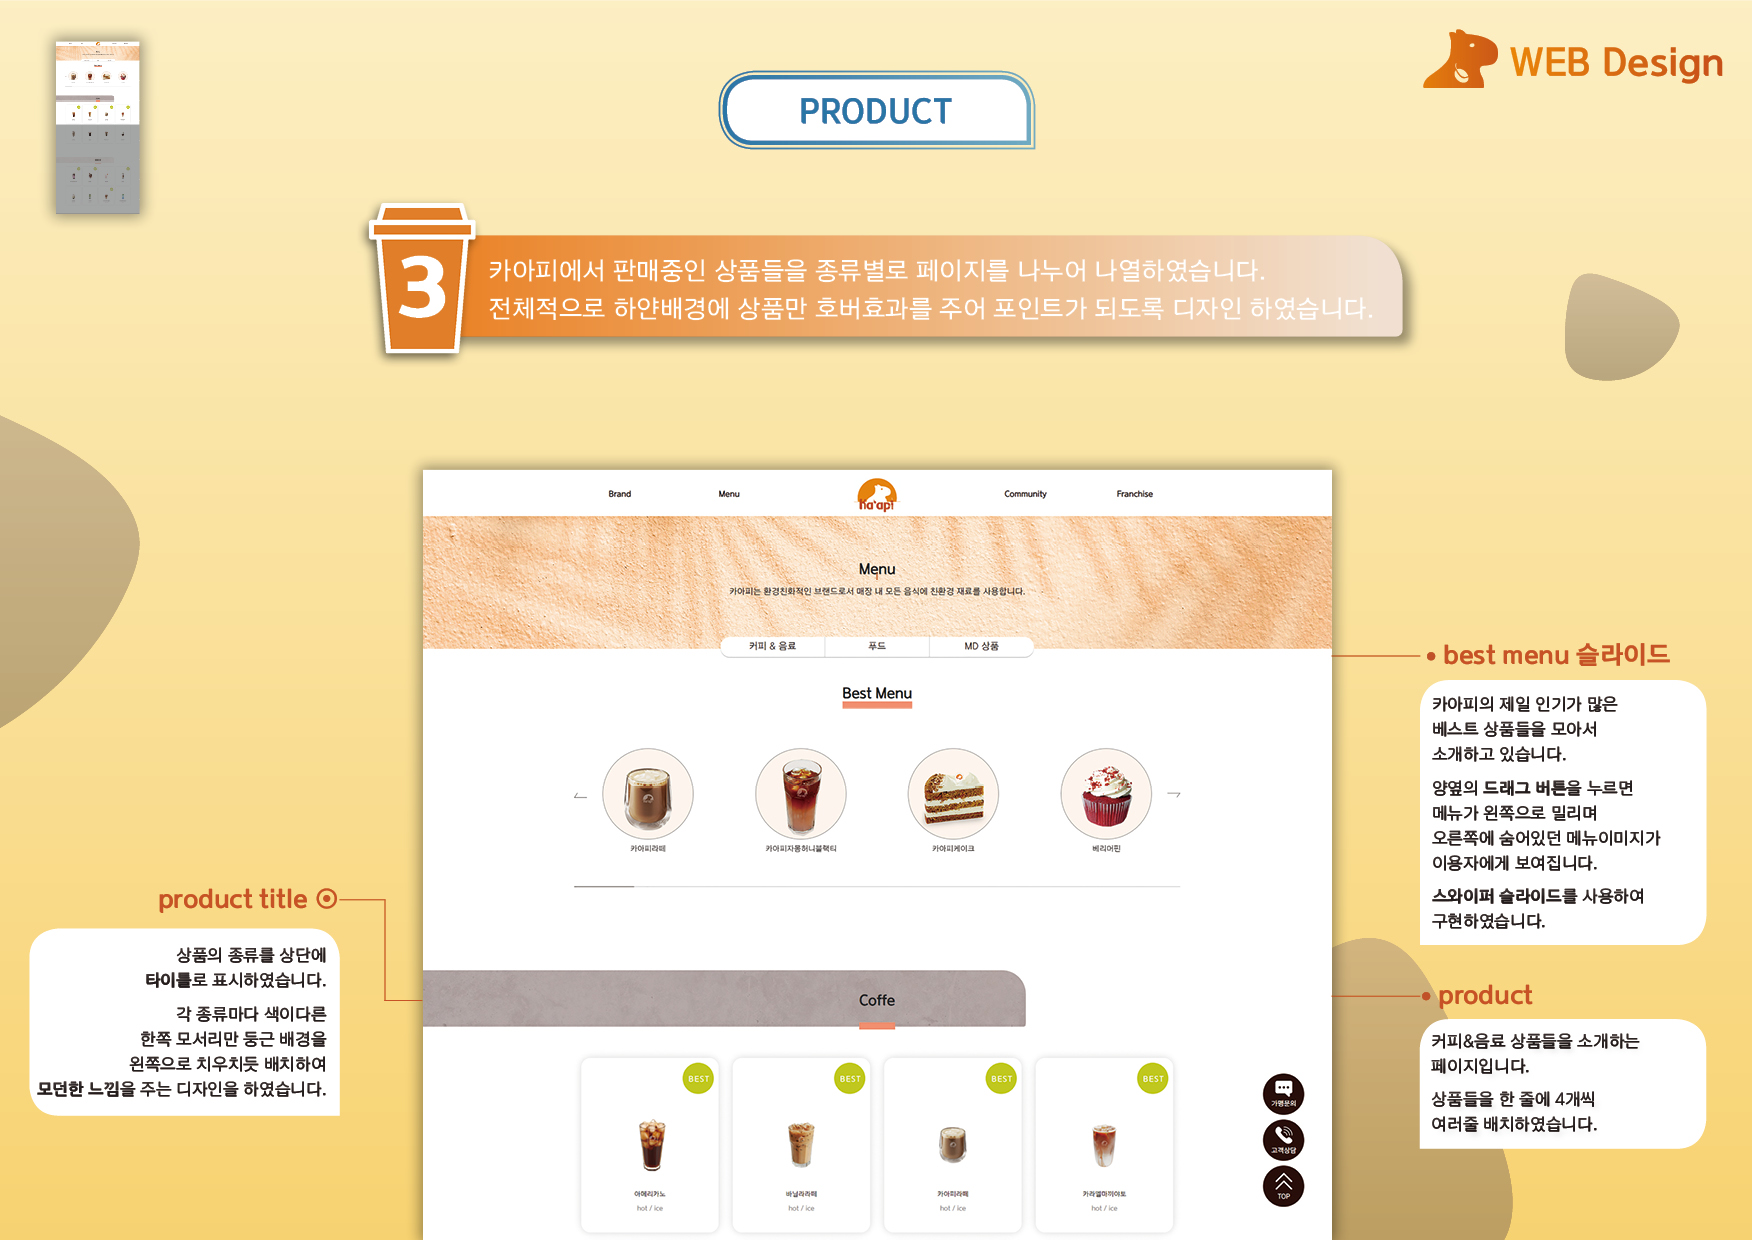 WEB Design
PRODUCT
3
카아피에서 판매중인 상품들을 종류별로 페이지를 나누어 나열하였습니다.
전체적으로 하얀배경에 상품만 호버효과를 주어 포인트가 되도록 디자인 하였습니다.
Brand
Menu
Ka'api
Community
Franchise
Menu
카아피는 환경친화적인 브랜드로서 매장 내 모든 음식에 친환경 재료를 사용합니다.
커피 & 음료
푸드
MD 상품
Best Menu
카아피라떼
카아피자몽허니블랙티
카아피케이크
베리머핀
best menu 슬라이드
카아피의 제일 인기가 많은
베스트 상품들을 모아서
소개하고 있습니다.
양옆의 드래그 버튼을 누르면
메뉴가 왼쪽으로 밀리며
오른쪽에 숨어있던 메뉴이미지가
이용자에게 보여집니다.
스와이퍼 슬라이드를 사용하여
구현하였습니다.
product title
상품의 종류를 상단에
타이틀로 표시하였습니다.
각 종류마다 색이다른
한쪽 모서리만 둥근 배경을
왼쪽으로 치우치듯 배치하여
모던한 느낌을 주는 디자인을 하였습니다.
Coffe
product
커피&음료 상품들을 소개하는
페이지입니다.
상품들을 한 줄에 4개씩
여러줄 배치하였습니다.
BEST
아메리카노
hot / ice
BEST
바닐라라떼
hot / ice
BEST
카아피라떼
hot / ice
BEST
카라멜마끼아또
hot / ice
가맹문의
고객상담
TOP